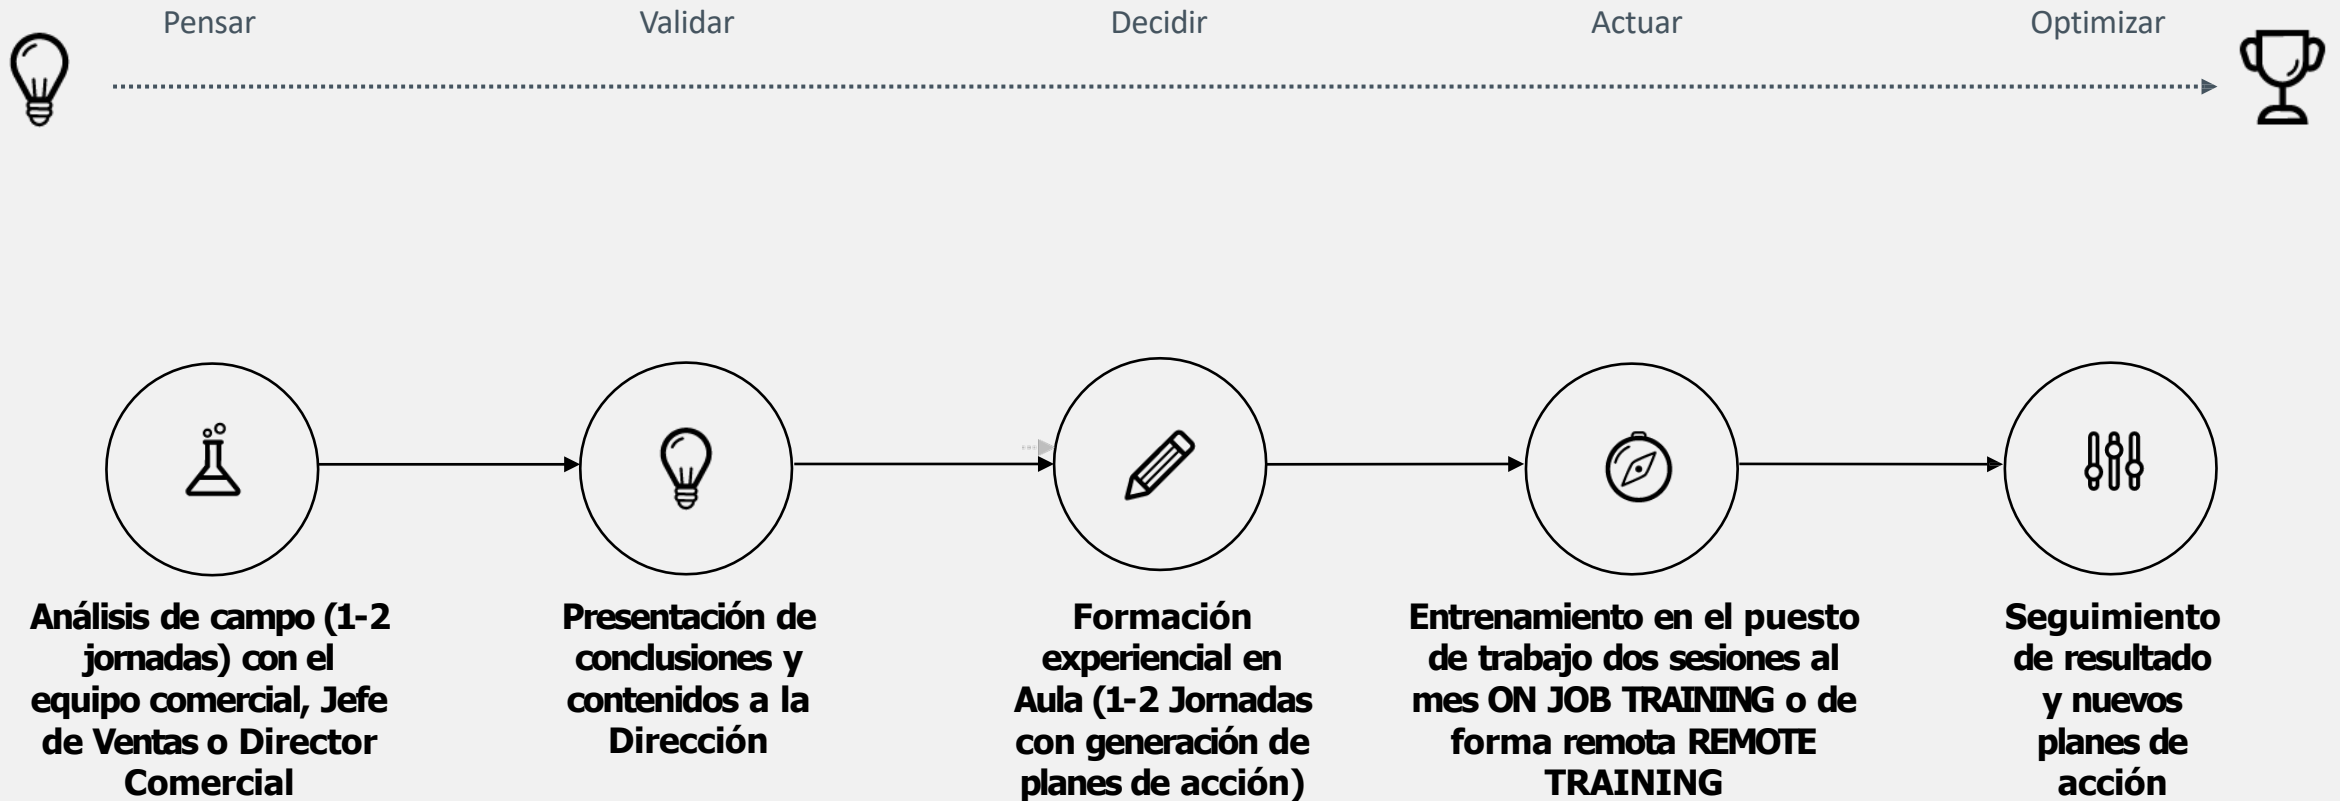 Pensar
Validar
Decidir
Actuar
Optimizar
Análisis de campo (1-2
jornadas) con el
equipo comercial, Jefe
de Ventas o Director
Comercial
Presentación de
conclusiones y
contenidos a la
Dirección
Formación
experiencial en
Aula (1-2 Jornadas
con generación de
planes de acción)
Entrenamiento en el puesto
de trabajo dos sesiones al
mes ON JOB TRAINING o de
forma remota REMOTE
TRAINING
Seguimiento
de resultado
y nuevos
planes de
acción